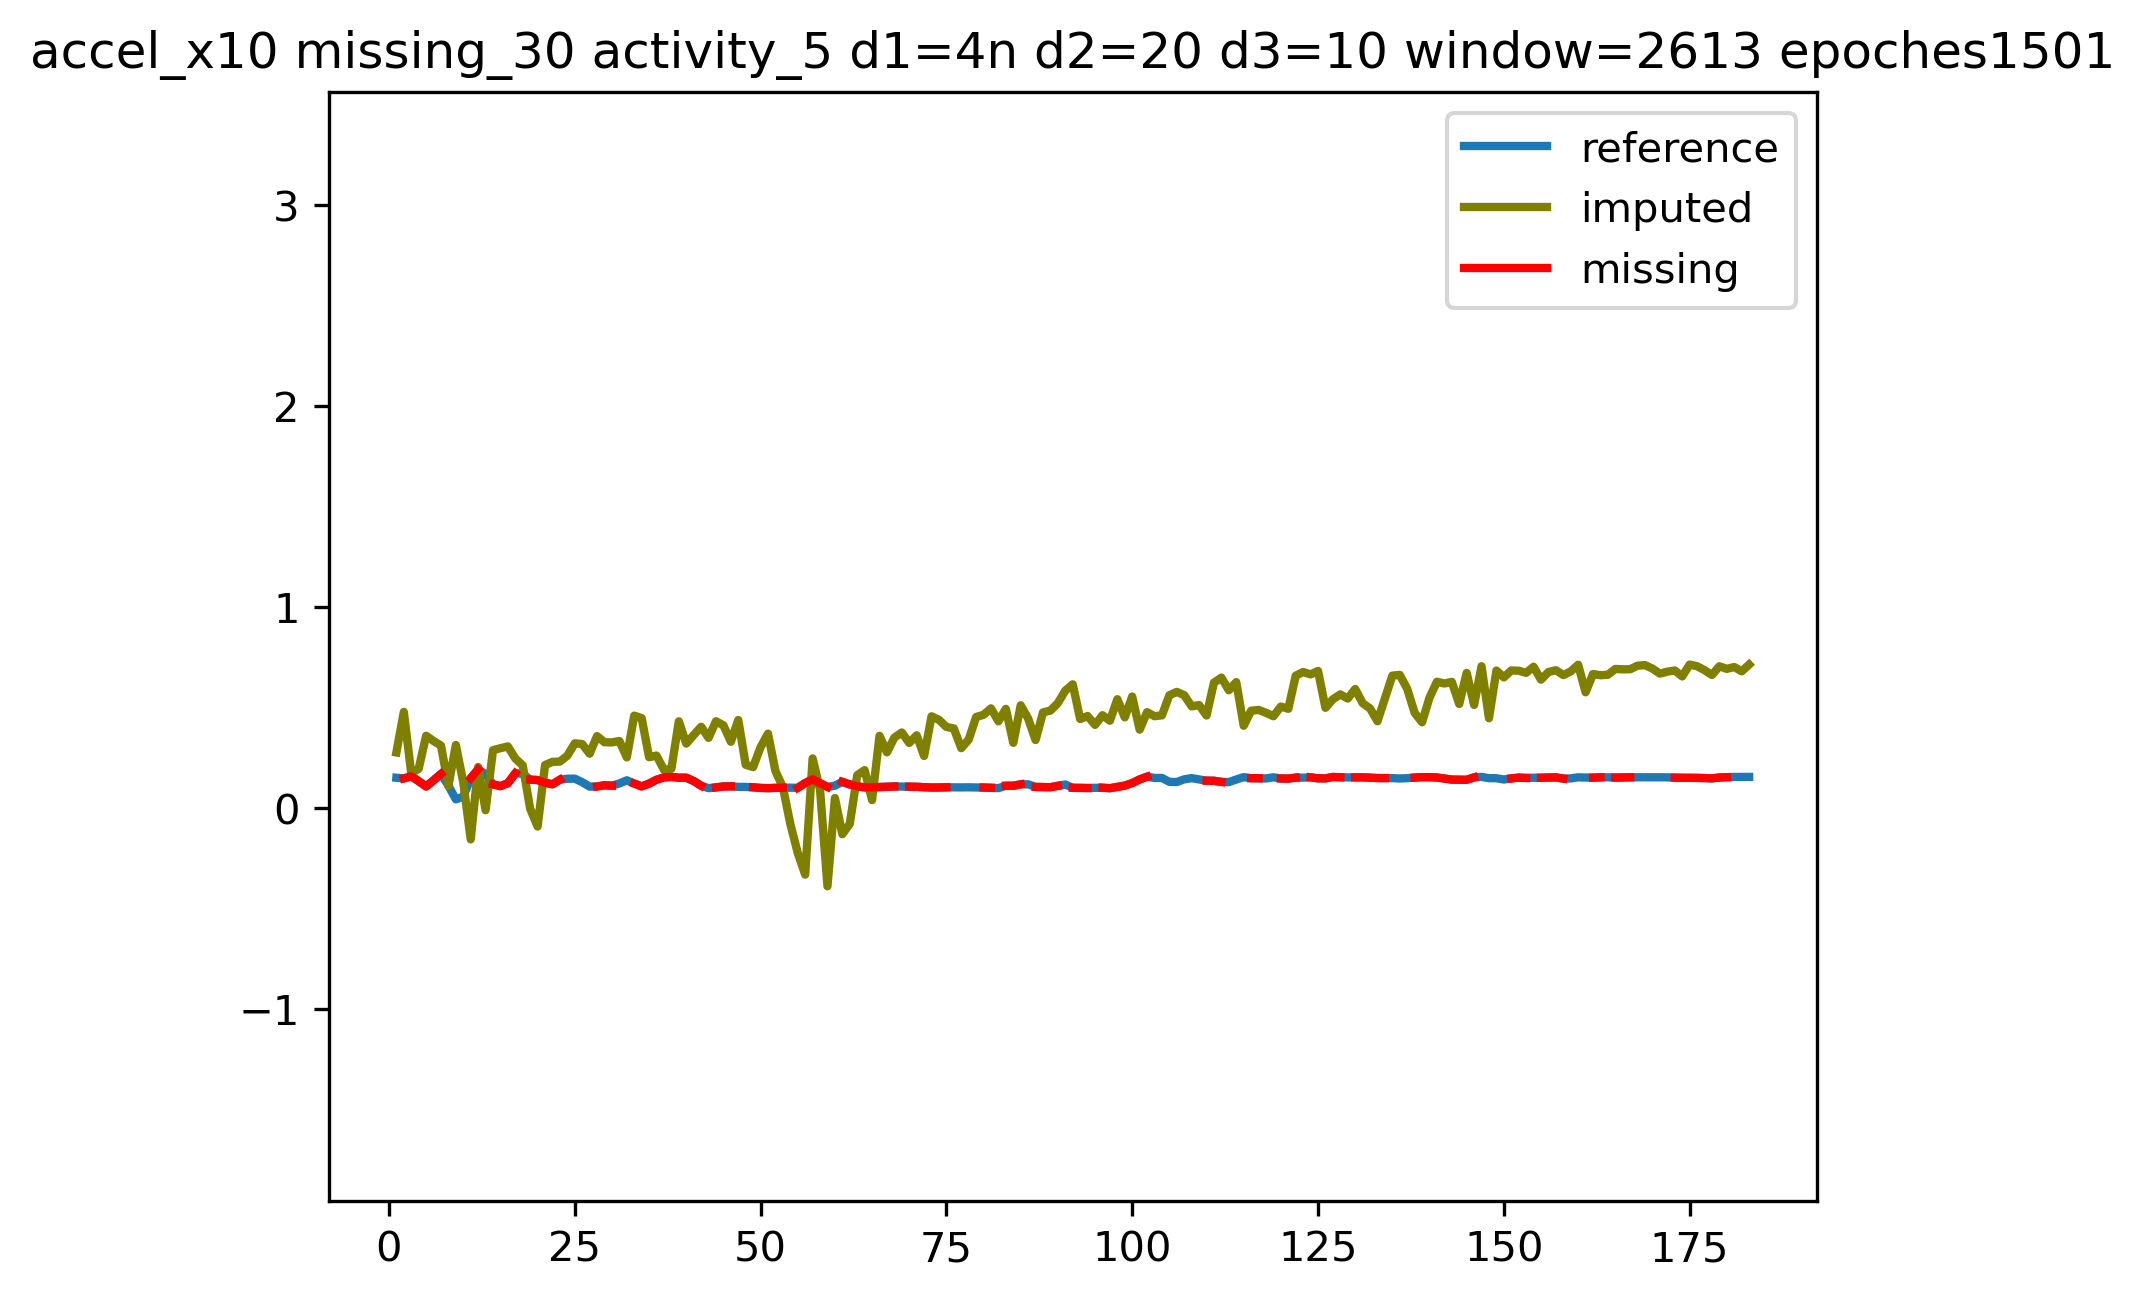 accel_x10 missing_30 activity_5 d1=4n d2=20 d3=10 window=2613 epoches1501
reference
imputed
missing
3
2
1
0
−1
0 25 50 75 100 125 150 175